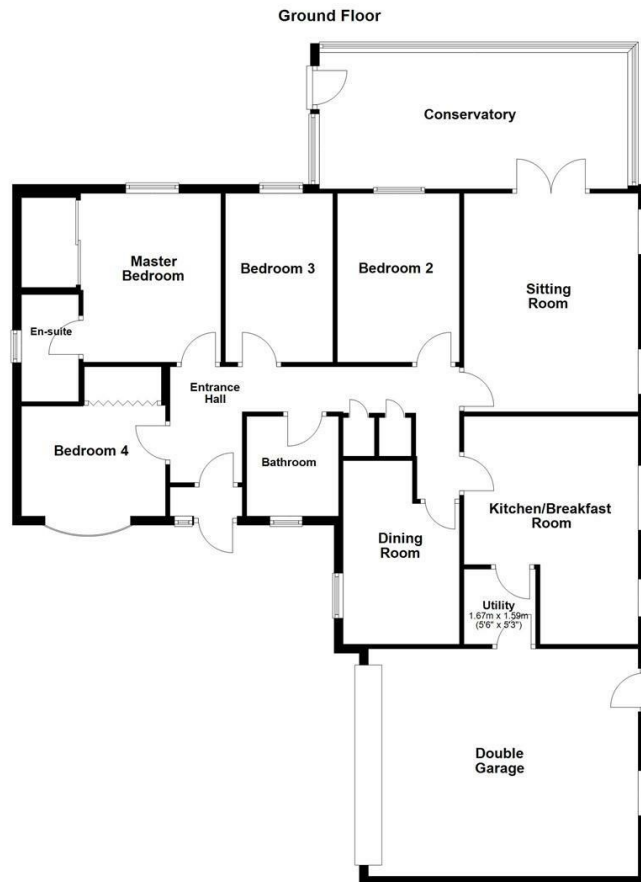 Ground Floor
Conservatory
Master
Bedroom
Bedroom 3
Bedroom 2
Sitting
Room
En-suite
Entrance
Hall
Bedroom 4
Bathroom
Kitchen/Breakfast
Room
Dining
Room
Utility
1.67m x 1.59m
(5'6" x 5'3")
Double
Garage